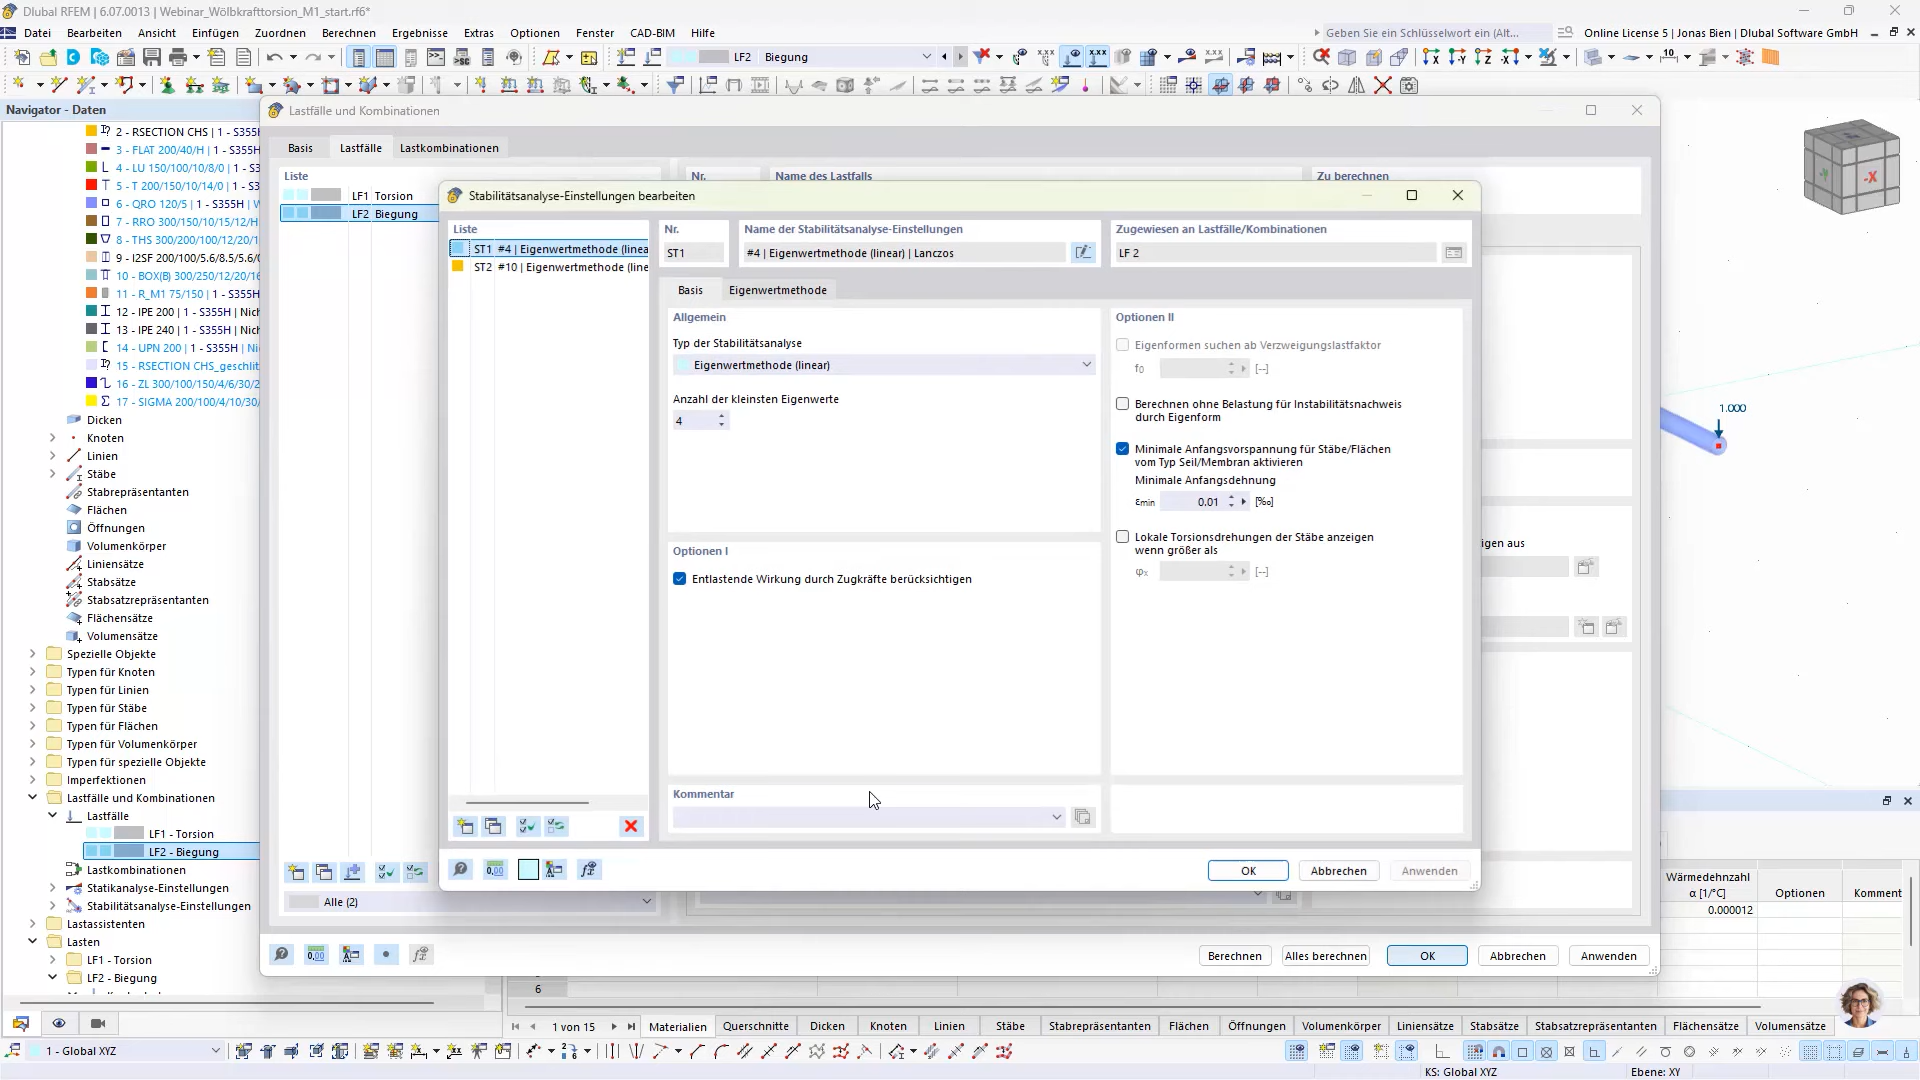 Dlubal RFEM | 6.07.0013 | Webinar_Wölbkrafttorsion_M1_start.rf6*
Datei Bearbeiten Ansicht Einfügen Zuordnen Berechnen Ergebnisse Extras Optionen Fenster CAD-BIM Hilfe
Geben Sie ein Schlüsselwort ein (Alt... Online License 5 | Jonas Bien | Dlubal Software GmbH
LF2 Biegung
Navigator - Daten
2 - RSECTION CHS | 1 - S355H
3 - FLAT 200/40/H | 1 - S355H
4 - LU 150/100/10/8/0 | 1 - S
5 - T 200/150/10/14/0 | 1 - S3
6 - QRO 120/5 | 1 - S355H | W
7 - RRO 300/150/10/15/12/H
8 - THS 300/200/100/12/20/1
9 - I2SF 200/100/5.6/8.5/5.6/0
10 - BOX(B) 300/250/12/20/16
11 - R_M1 75/150 | 1 - S355H
12 - IPE 200 | 1 - S355H | Nich
13 - IPE 240 | 1 - S355H | Nich
14 - UPN 200 | 1 - S355H | Ni
15 - RSECTION CHS_geschlit
16 - ZL 300/100/150/4/6/30/2
17 - SIGMA 200/100/4/10/30/
Dicken
Knoten
Linien
Stäbe
Stabrepräsentanten
Flächen
Öffnungen
Volumenkörper
Liniensätze
Stabsätze
Stabsatzrepräsentanten
Flächensätze
Volumensätze
Spezielle Objekte
Typen für Knoten
Typen für Linien
Typen für Stäbe
Typen für Flächen
Typen für Volumenkörper
Typen für spezielle Objekte
Imperfektionen
Lastfälle und Kombinationen
Lastfälle
LF1 - Torsion
LF2 - Biegung
Lastkombinationen
Statikanalyse-Einstellungen
Stabilitätsanalyse-Einstellungen
Lastassistenten
Lasten
LF1 - Torsion
LF2 - Biegung
Lastfälle und Kombinationen
Basis Lastfälle Lastkombinationen
Liste Nr. Name des Lastfalls Zu berechnen
LF1 Torsion
LF2 Biegung
Alle (2)
Berechnen Alles berechnen OK Abbrechen Anwenden
Stabilitätsanalyse-Einstellungen bearbeiten
Liste
ST1 #4 | Eigenwertmethode (linea
ST2 #10 | Eigenwertmethode (line
Nr.
ST1
Name der Stabilitätsanalyse-Einstellungen
#4 | Eigenwertmethode (linear) | Lanczos
Zugewiesen an Lastfälle/Kombinationen
LF 2
Basis Eigenwertmethode
Allgemein
Typ der Stabilitätsanalyse
Eigenwertmethode (linear)
Anzahl der kleinsten Eigenwerte
4
Optionen I
Entlastende Wirkung durch Zugkräfte berücksichtigen
Kommentar
Optionen II
Eigenformen suchen ab Verzweigungslastfaktor
f0 [--]
Berechnen ohne Belastung für Instabilitätsnachweis
durch Eigenform
Minimale Anfangsvorspannung für Stäbe/Flächen
vom Typ Seil/Membran aktivieren
Minimale Anfangsdehnung
εmin 0.01 [‰]
Lokale Torsionsdrehungen der Stäbe anzeigen
wenn größer als
φx [--]
OK Abbrechen Anwenden
igen aus
1.000
-X
Wärmedehnzahl
α [1/°C] Optionen Komment
0.000012
6
1 von 15 Materialien Querschnitte Dicken Knoten Linien Stäbe Stabrepräsentanten Flächen Öffnungen Volumenkörper Liniensätze Stabsätze Stabsatzrepräsentanten Flächensätze Volumensätze
1 - Global XYZ
KS: Global XYZ Ebene: XY